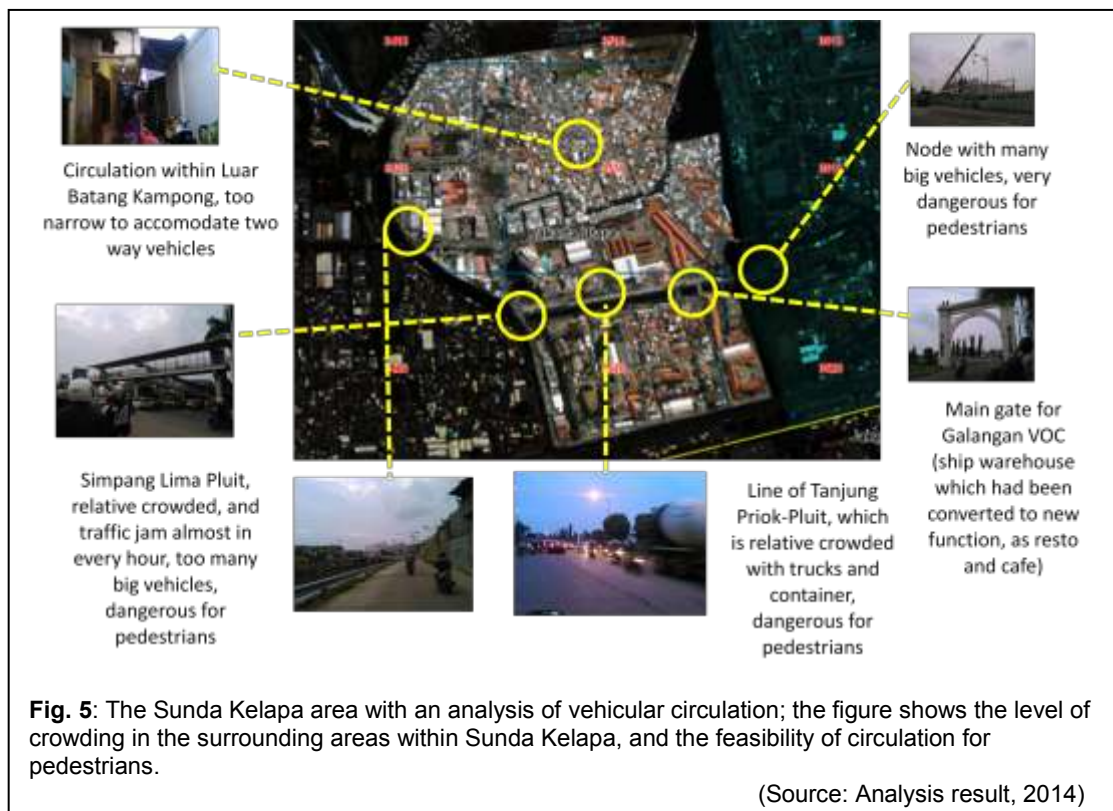 Circulation within Luar
Batang Kampong, too
narrow to accomodate two
way vehicles
Node with many
big vehicles, very
dangerous for
pedestrians
Simpang Lima Pluit,
relative crowded, and
traffic jam almost in
every hour, too many
big vehicles,
dangerous for
pedestrians
Line of Tanjung
Priok-Pluit, which
is relative crowded
with trucks and
container,
dangerous for
pedestrians
Main gate for
Galangan VOC
(ship warehouse
which had been
converted to new
function, as resto
and cafe)
Fig. 5: The Sunda Kelapa area with an analysis of vehicular circulation; the figure shows the level of
crowding in the surrounding areas within Sunda Kelapa, and the feasibility of circulation for
pedestrians.
(Source: Analysis result, 2014)